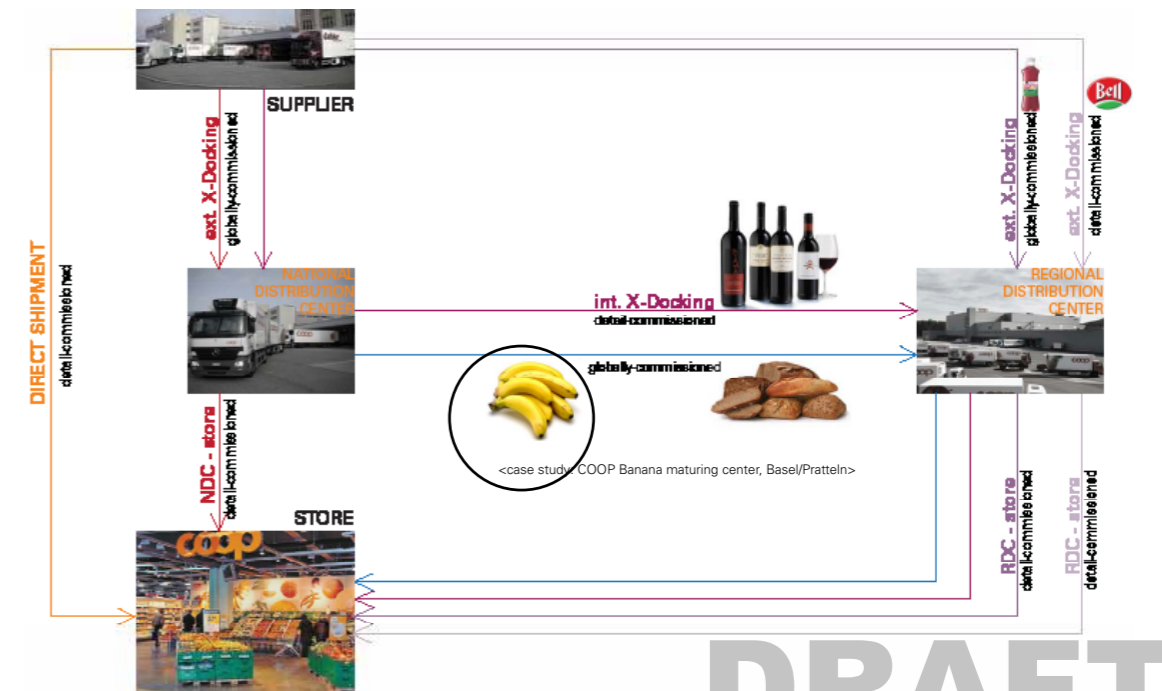 SUPPLIER
Bell
ext. X-Docking
globally-commissioned
ext. X-Docking
globally-commissioned
ext. X-Docking
detail-commissioned
DIRECT SHIPMENT
detail-commissioned
NATIONAL
DISTRIBUTION
CENTER
REGIONAL
DISTRIBUTION
CENTER
int. X-Docking
detail-commissioned
globally-commissioned
<case study: COOP Banana maturing center, Basel/Pratteln>
NDC - store
detail-commissioned
RDC - store
detail-commissioned
RDC - store
detail-commissioned
STORE
coop
DRAFT